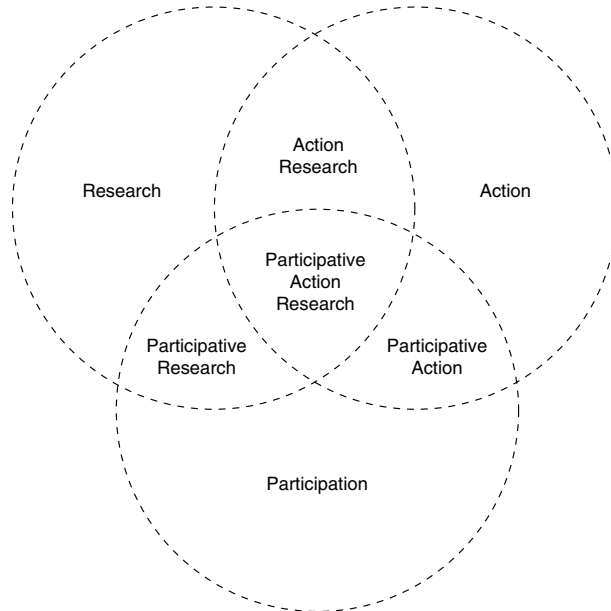 Action
Research
Research
Action
Participative
Action
Research
Participative
Research
Participative
Action
Participation